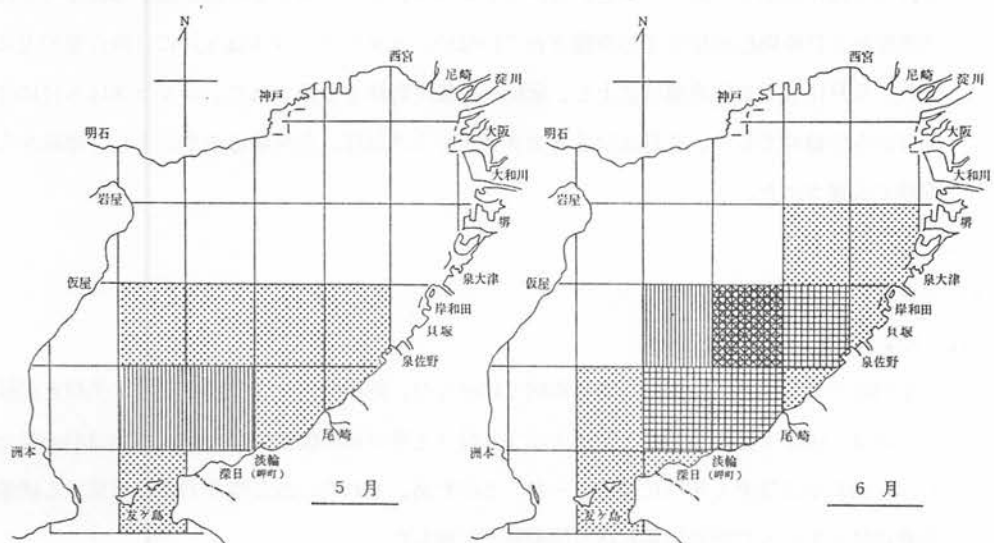 N
西宮
尼崎
淀川
神戸
大阪
明石
大和川
岩屋
堺
泉大津
仮屋
岸和田
貝塚
泉佐野
尾崎
洲本
淡輪
深日
(岬町)
友ケ島
5月
N
西宮
尼崎
淀川
神戸
大阪
明石
大和川
岩屋
堺
泉大津
仮屋
岸和田
貝塚
泉佐野
尾崎
洲本
淡輪
深日
(岬町)
友ケ島
6月